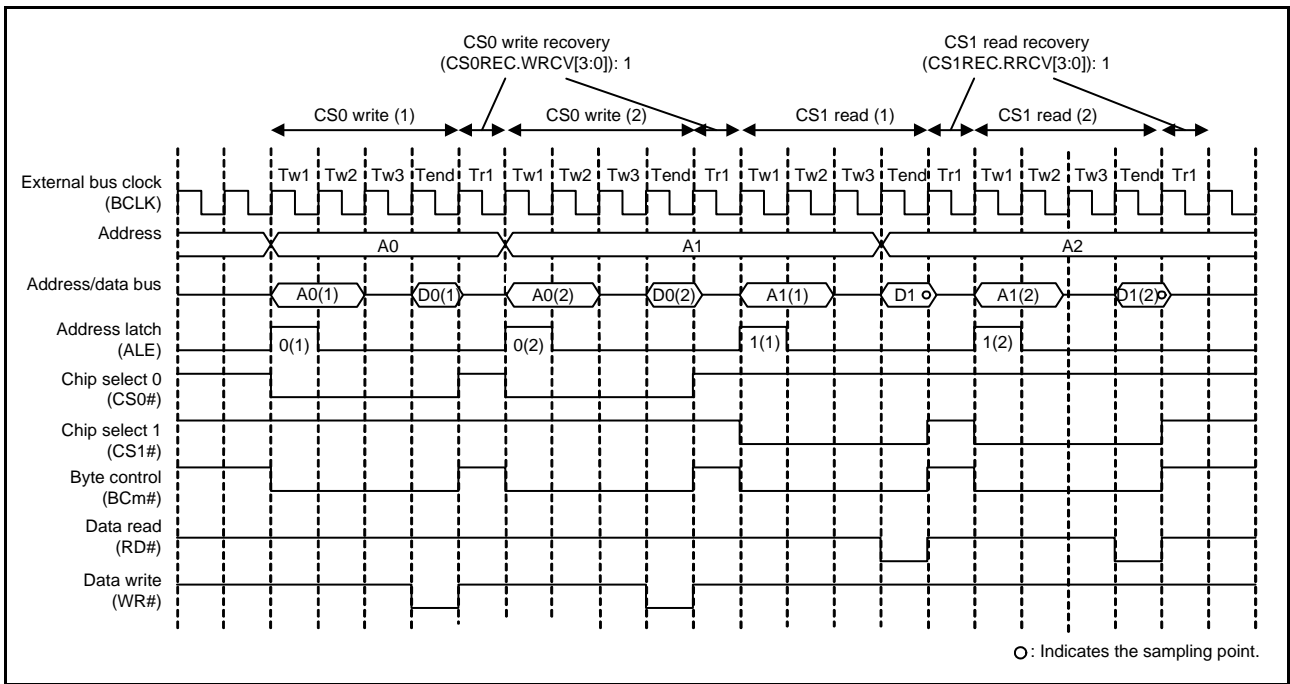 CS0 write recovery
(CS0REC.WRCV[3:0]): 1
CS1 read recovery
(CS1REC.RRCV[3:0]): 1
CS0 write (1)
CS0 write (2)
CS1 read (1)
CS1 read (2)
Tw1 Tw2 Tw3 Tend Tr1 Tw1 Tw2 Tw3 Tend Tr1 Tw1 Tw2 Tw3 Tend Tr1 Tw1 Tw2 Tw3 Tend Tr1
External bus clock
(BCLK)
Address
A0 A1 A2
Address/data bus
A0(1) D0(1) A0(2) D0(2) A1(1) D1 A1(2) D1(2)
Address latch
(ALE)
0(1) 0(2) 1(1) 1(2)
Chip select 0
(CS0#)
Chip select 1
(CS1#)
Byte control
(BCm#)
Data read
(RD#)
Data write
(WR#)
: Indicates the sampling point.